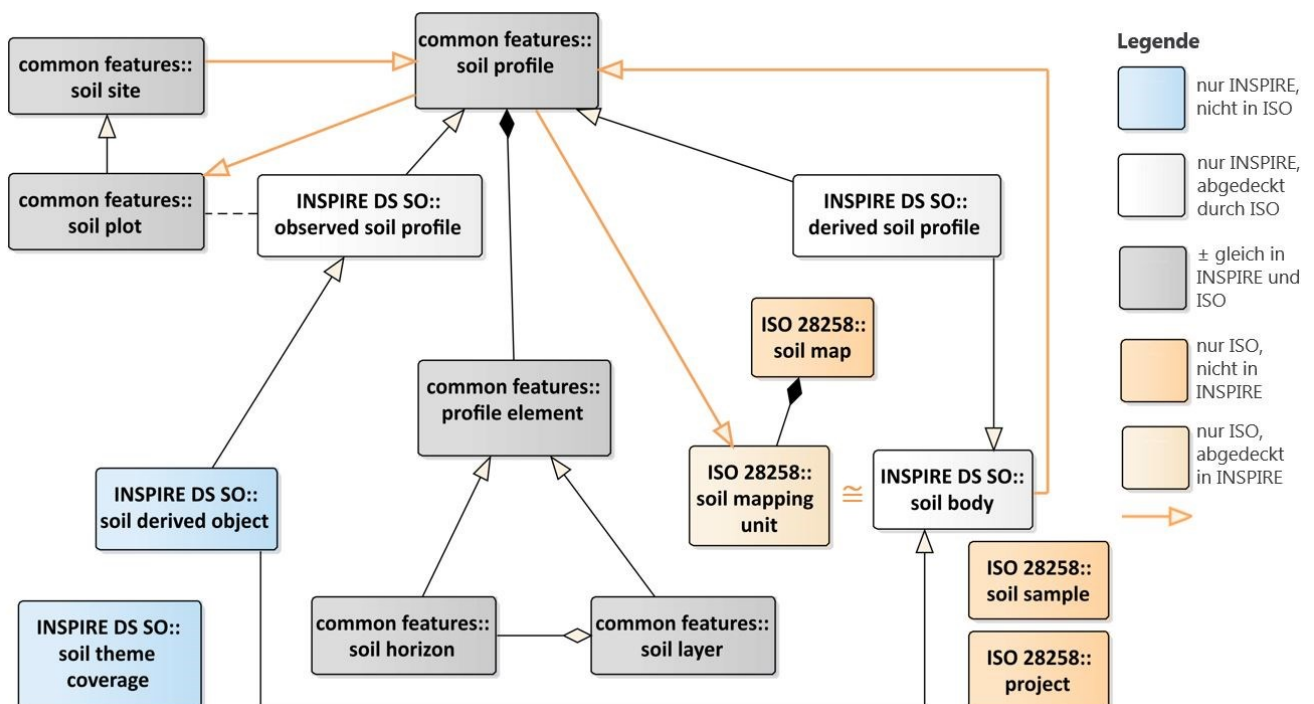 common features::
soil site
common features::
soil profile
common features::
soil plot
INSPIRE DS SO::
observed soil profile
INSPIRE DS SO::
derived soil profile
ISO 28258::
soil map
common features::
profile element
INSPIRE DS SO::
soil derived object
ISO 28258::
soil mapping
unit
≅
INSPIRE DS SO::
soil body
ISO 28258::
soil sample
INSPIRE DS SO::
soil theme
coverage
common features::
soil horizon
common features::
soil layer
ISO 28258::
project
Legende
nur INSPIRE,
nicht in ISO
nur INSPIRE,
abgedeckt
durch ISO
± gleich in
INSPIRE und
ISO
nur ISO,
nicht in
INSPIRE
nur ISO,
abgedeckt
in INSPIRE